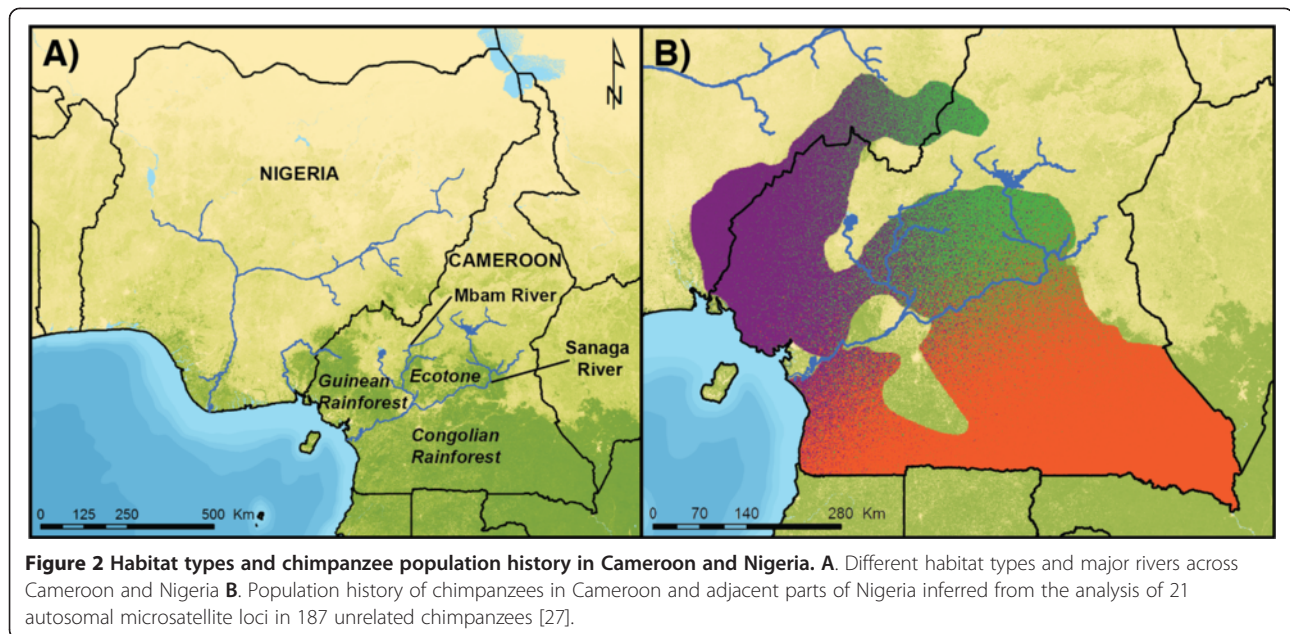 A)
N
NIGERIA
CAMEROON
Mbam River
Sanaga
River
Ecotone
Guinean
Rainforest
Congolian
Rainforest
0 125 250 500 Km
B)
0 70 140 280 Km
Figure 2 Habitat types and chimpanzee population history in Cameroon and Nigeria. A. Different habitat types and major rivers across
Cameroon and Nigeria B. Population history of chimpanzees in Cameroon and adjacent parts of Nigeria inferred from the analysis of 21
autosomal microsatellite loci in 187 unrelated chimpanzees [27].